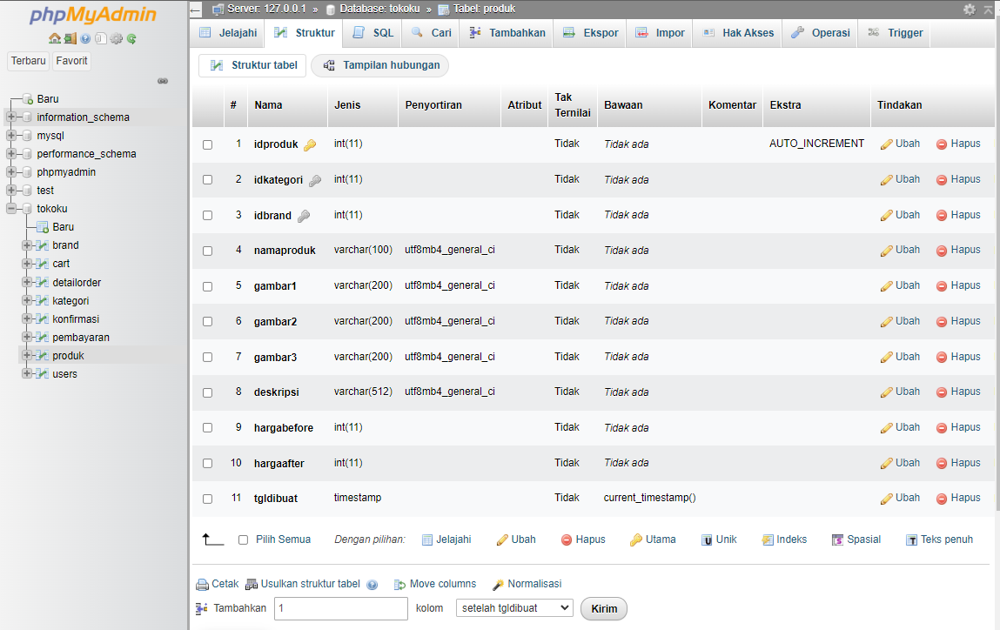 phpMyAdmin
Terbaru Favorit
Baru
information_schema
mysql
performance_schema
phpmyadmin
test
tokoku
Baru
brand
cart
detailorder
kategori
konfirmasi
pembayaran
produk
users
← Server: 127.0.0.1 » Database: tokoku » Tabel: produk
Jelajahi Struktur SQL Cari Tambahkan Ekspor Impor Hak Akses Operasi Trigger
Struktur tabel Tampilan hubungan
# Nama Jenis Penyortiran Atribut Tak Ternilai Bawaan Komentar Ekstra Tindakan
1 idproduk int(11) Tidak Tidak ada AUTO_INCREMENT Ubah Hapus
2 idkategori int(11) Tidak Tidak ada Ubah Hapus
3 idbrand int(11) Tidak Tidak ada Ubah Hapus
4 namaproduk varchar(100) utf8mb4_general_ci Tidak Tidak ada Ubah Hapus
5 gambar1 varchar(200) utf8mb4_general_ci Tidak Tidak ada Ubah Hapus
6 gambar2 varchar(200) utf8mb4_general_ci Tidak Tidak ada Ubah Hapus
7 gambar3 varchar(200) utf8mb4_general_ci Tidak Tidak ada Ubah Hapus
8 deskripsi varchar(512) utf8mb4_general_ci Tidak Tidak ada Ubah Hapus
9 hargabefore int(11) Tidak Tidak ada Ubah Hapus
10 hargaafter int(11) Tidak Tidak ada Ubah Hapus
11 tgldibuat timestamp Tidak current_timestamp() Ubah Hapus
Pilih Semua Dengan pilihan: Jelajahi Ubah Hapus Utama Unik Indeks Spasial Teks penuh
Cetak Usulkan struktur tabel Move columns Normalisasi
Tambahkan 1 kolom setelah tgldibuat Kirim